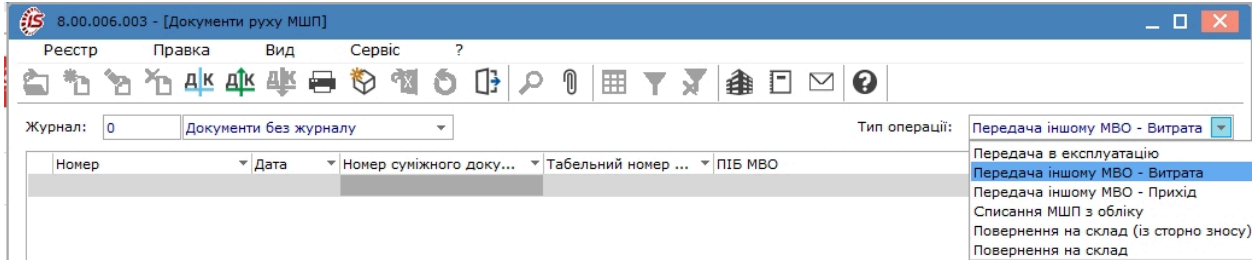 iS 8.00.006.003 - [Документи руху МШП]
Реєстр Правка Вид Сервіс ?
Журнал: 0 Документи без журналу Тип операції: Передача іншому МВО - Витрата
Номер Дата Номер суміжного доку... Табельний номер ... ПІБ МВО
Передача в експлуатацію
Передача іншому МВО - Витрата
Передача іншому МВО - Прихід
Списання МШП з обліку
Повернення на склад (із сторно зносу)
Повернення на склад